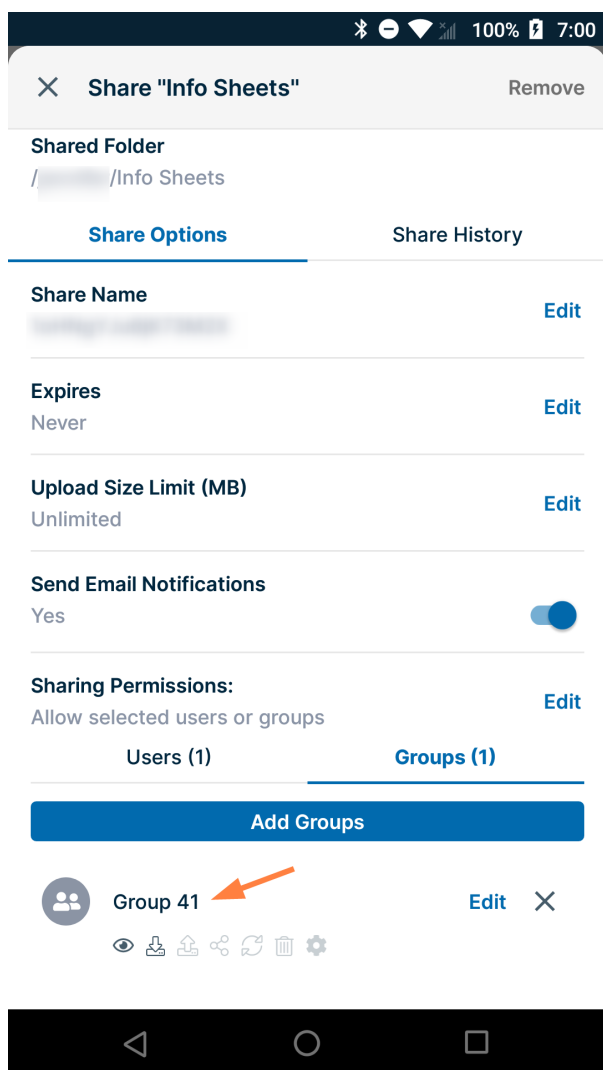 100% 7:00
Share "Info Sheets" Remove
Shared Folder
/ /Info Sheets
Share Options Share History
Share Name
Edit
Expires
Never
Edit
Upload Size Limit (MB)
Unlimited
Edit
Send Email Notifications
Yes
Sharing Permissions:
Allow selected users or groups
Edit
Users (1) Groups (1)
Add Groups
Group 41 Edit